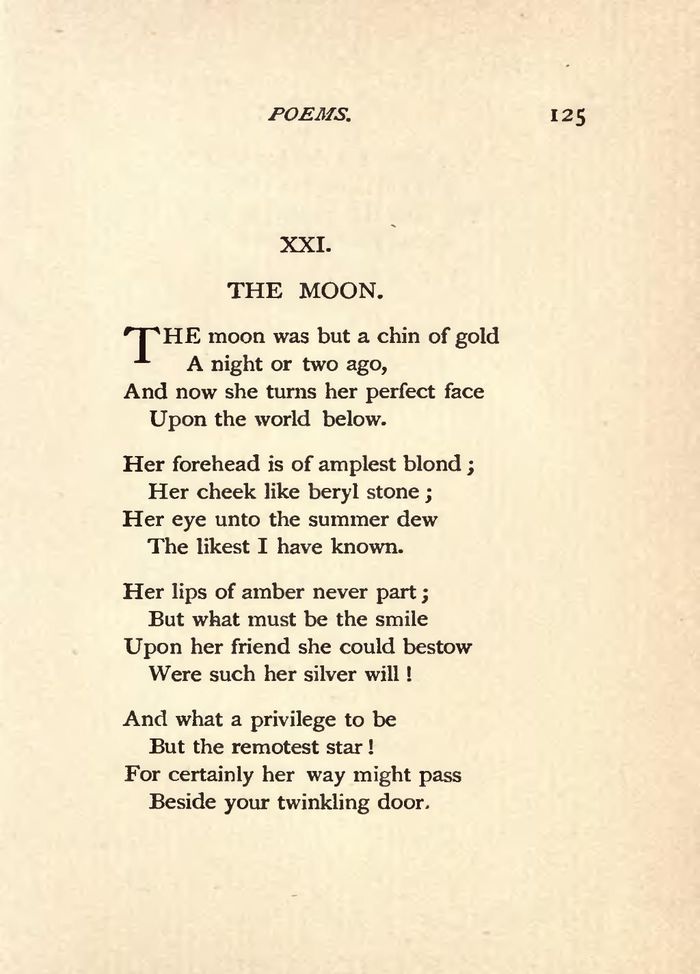 POEMS. 125
XXI.
THE MOON.
THE moon was but a chin of gold
A night or two ago,
And now she turns her perfect face
Upon the world below.
Her forehead is of amplest blond ;
Her cheek like beryl stone ;
Her eye unto the summer dew
The likest I have known.
Her lips of amber never part ;
But what must be the smile
Upon her friend she could bestow
Were such her silver will !
And what a privilege to be
But the remotest star !
For certainly her way might pass
Beside your twinkling door.